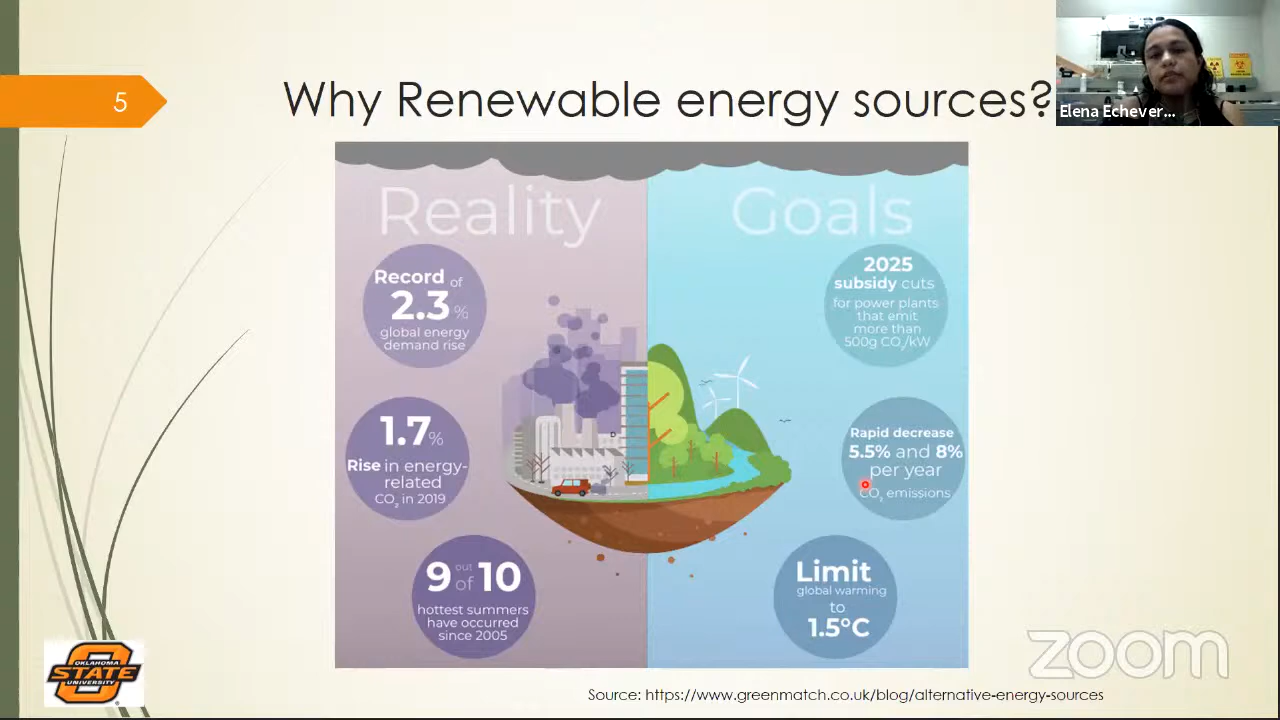 5
Why Renewable energy sources?
Elena Echever...
Reality
Record of
2.3 %
global energy
demand rise
1.7%
Rise in energy-
related
CO₂ in 2019
9 out of 10
hottest summers
have occurred
since 2005
Goals
2025
subsidy cuts
for power plants
that emit
more than
500g CO₂/kW
Rapid decrease
5.5% and 8%
per year
CO₂ emissions
Limit
global warming
to
1.5°C
OKLAHOMA
STATE
UNIVERSITY
zoom
Source: https://www.greenmatch.co.uk/blog/alternative-energy-sources